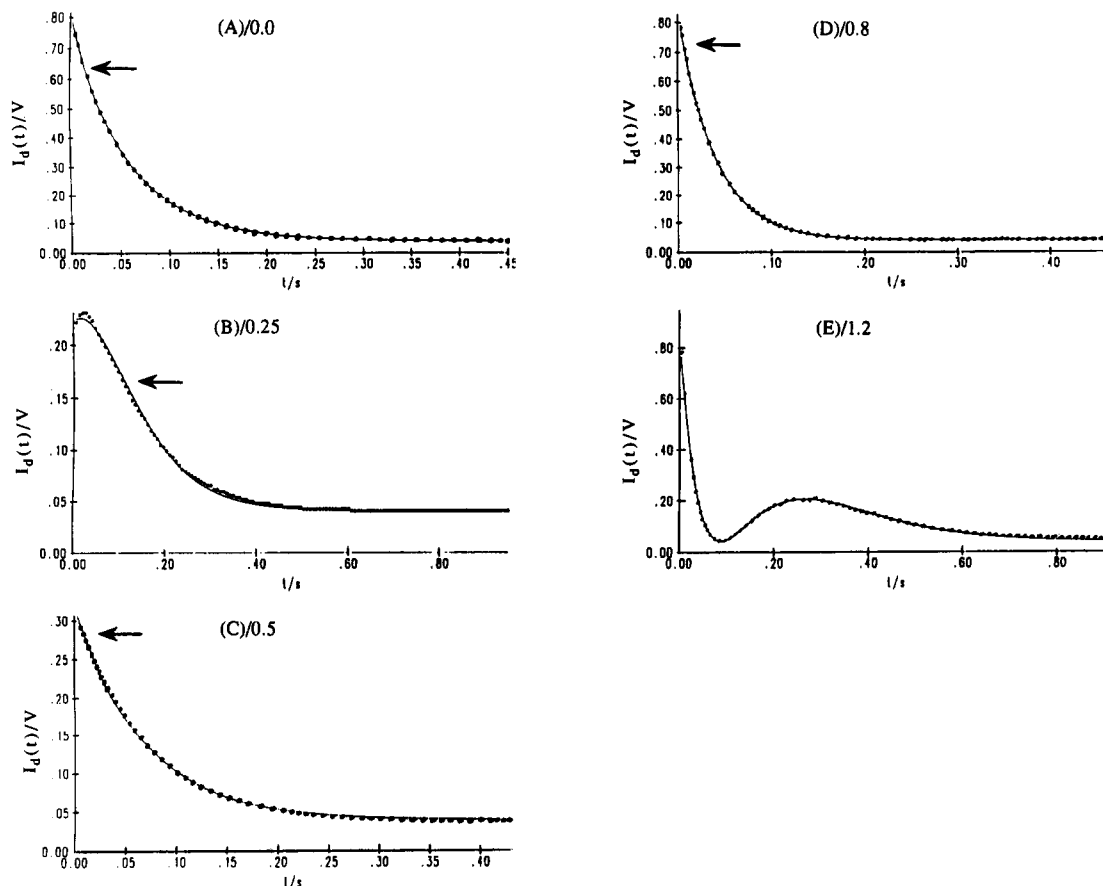 (A)/0.0
I_d(t)/V
.80
.70
.60
.50
.40
.30
.20
.10
0.00
0.00 .05 .10 .15 .20 .25 .30 .35 .40 .45
t/s
(B)/0.25
I_d(t)/V
.20
.15
.10
.05
0.00
0.00 .20 .40 .60 .80
t/s
(C)/0.5
I_d(t)/V
.30
.25
.20
.15
.10
.05
0.00
0.00 .05 .10 .15 .20 .25 .30 .35 .40
t/s
(D)/0.8
I_d(t)/V
.80
.70
.60
.50
.40
.30
.20
.10
0.00
0.00 .10 .20 .30 .40
t/s
(E)/1.2
I_d(t)/V
.80
.60
.40
.20
0.00
0.00 .20 .40 .60 .80
t/s